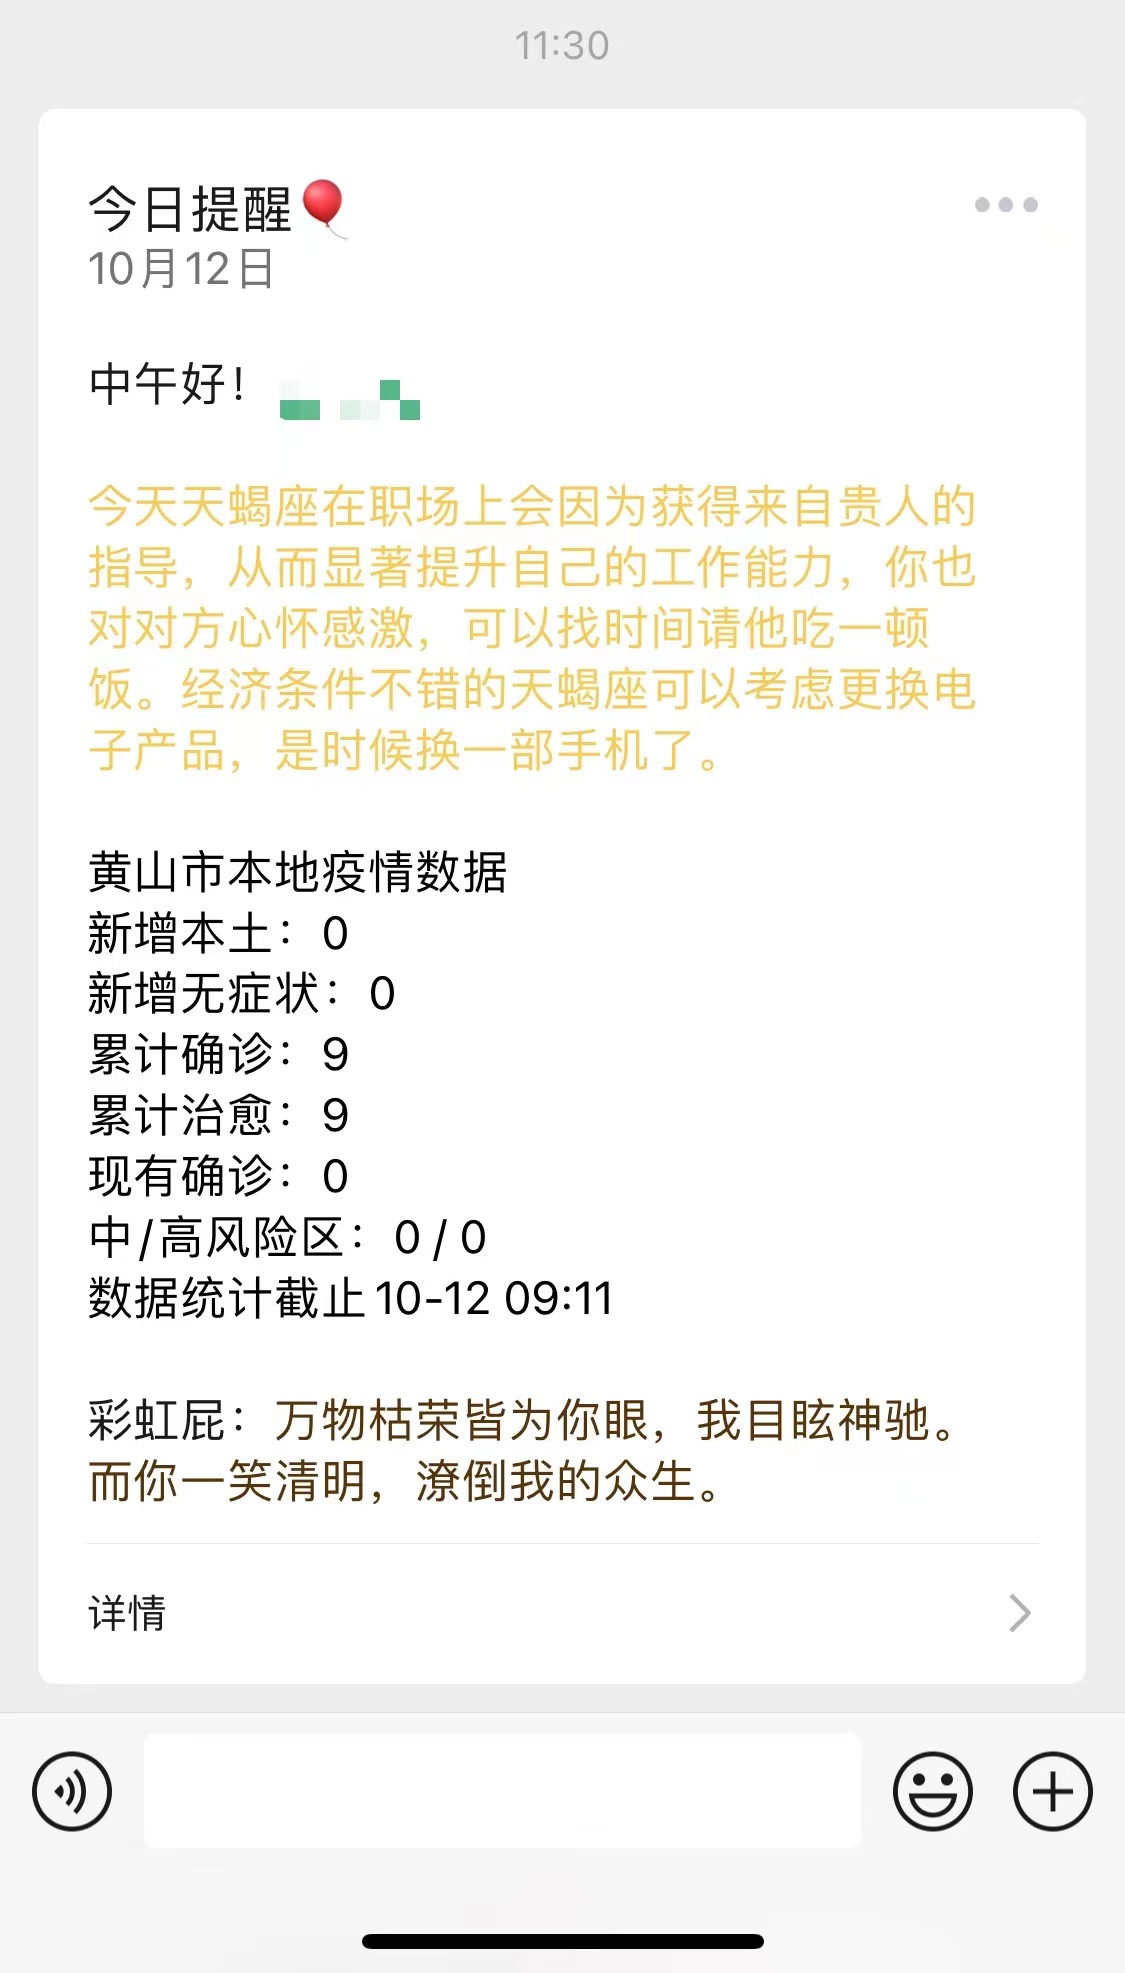 11:30
今日提醒🎈
10月12日
中午好！
今天天蝎座在职场上会因为获得来自贵人的
指导，从而显著提升自己的工作能力，你也
对对方心怀感激，可以找时间请他吃一顿
饭。经济条件不错的天蝎座可以考虑更换电
子产品，是时候换一部手机了。
黄山市本地疫情数据
新增本土：0
新增无症状：0
累计确诊：9
累计治愈：9
现有确诊：0
中/高风险区：0 / 0
数据统计截止10-12 09:11
彩虹屁：万物枯荣皆为你眼，我目眩神驰。
而你一笑清明，潦倒我的众生。
详情